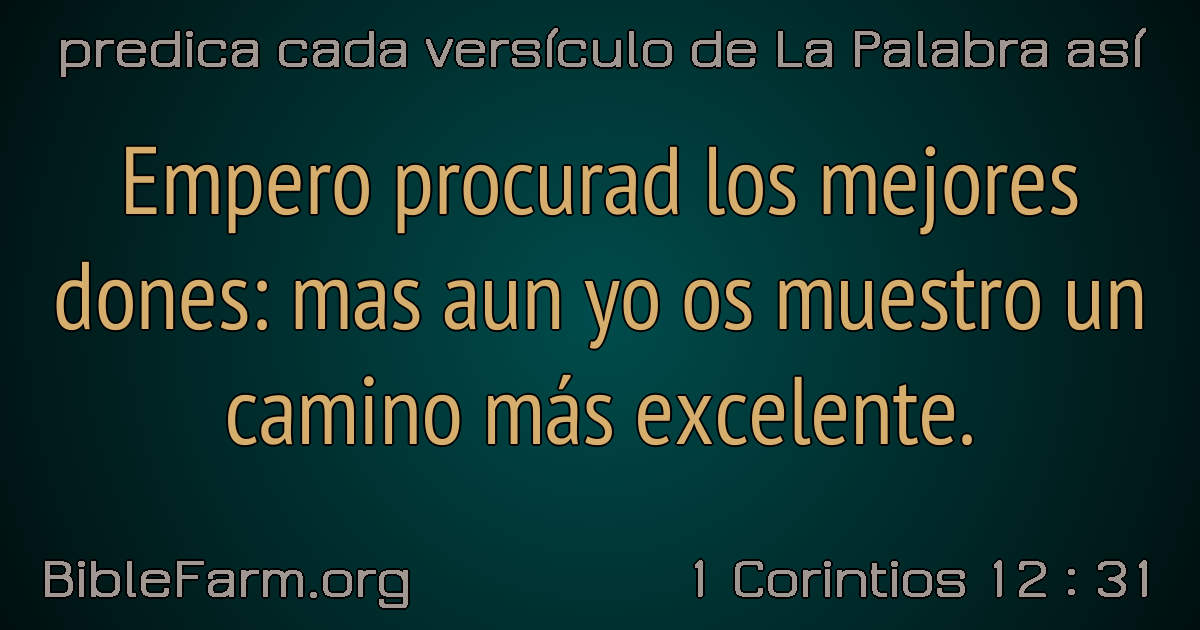 predica cada versículo de La Palabra así
Empero procurad los mejores
dones: mas aun yo os muestro un
camino más excelente.
BibleFarm.org
1 Corintios 12 : 31